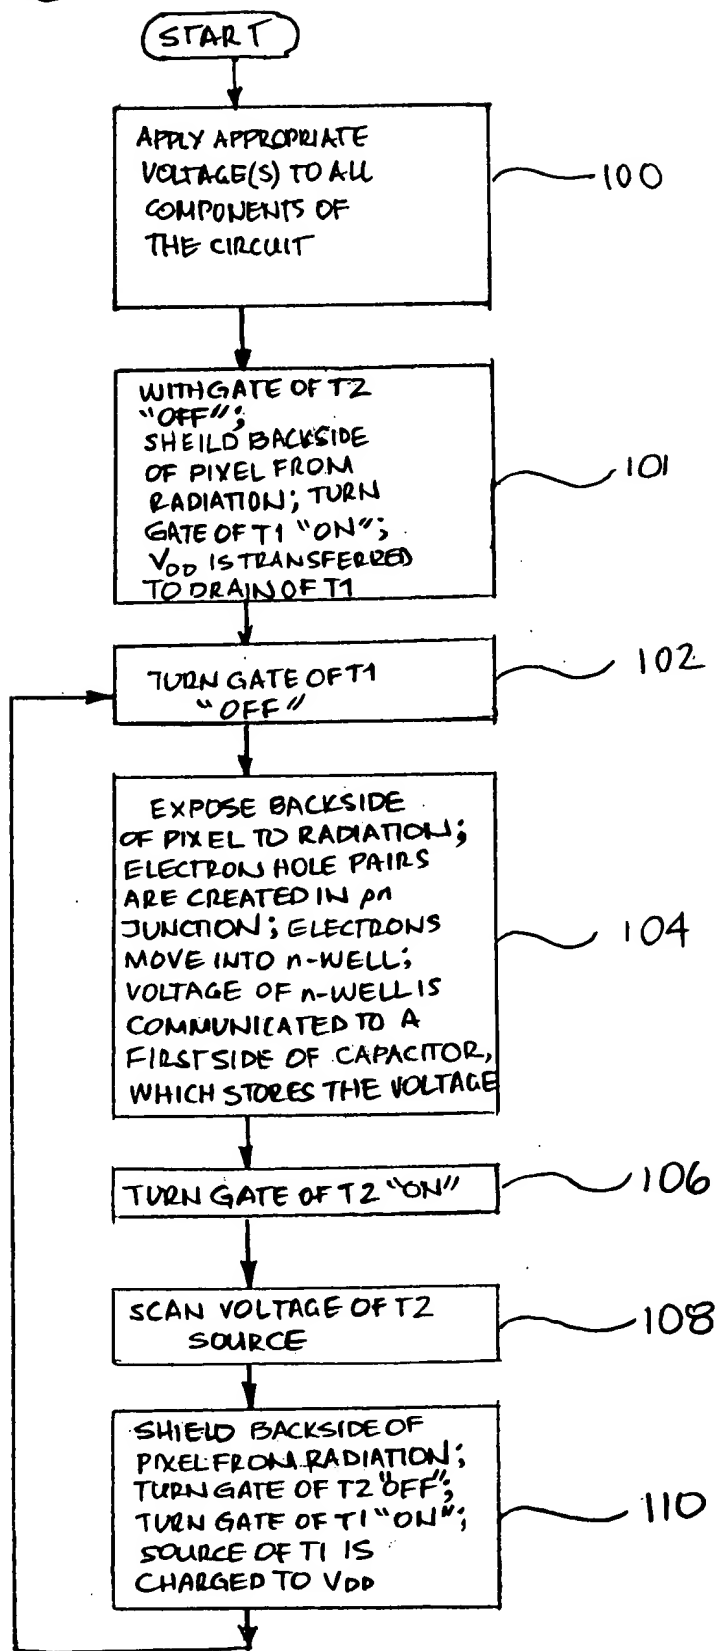 START
APPLY APPROPRIATE
VOLTAGE(S) TO ALL
COMPONENTS OF
THE CIRCUIT
100
WITH GATE OF T2
"OFF";
SHEILD BACKSIDE
OF PIXEL FROM
RADIATION; TURN
GATE OF T1 "ON";
VDD IS TRANSFERRED
TO DRAIN OF T1
101
TURN GATE OF T1
"OFF"
102
EXPOSE BACKSIDE
OF PIXEL TO RADIATION;
ELECTRON HOLE PAIRS
ARE CREATED IN pn
JUNCTION; ELECTRONS
MOVE INTO n-WELL;
VOLTAGE OF n-WELL IS
COMMUNICATED TO A
FIRST SIDE OF CAPACITOR,
WHICH STORES THE VOLTAGE
104
TURN GATE OF T2 "ON"
106
SCAN VOLTAGE OF T2
SOURCE
108
SHIELD BACKSIDE OF
PIXEL FROM RADIATION;
TURN GATE OF T2 "OFF";
TURN GATE OF T1 "ON";
SOURCE OF T1 IS
CHARGED TO VDD
110